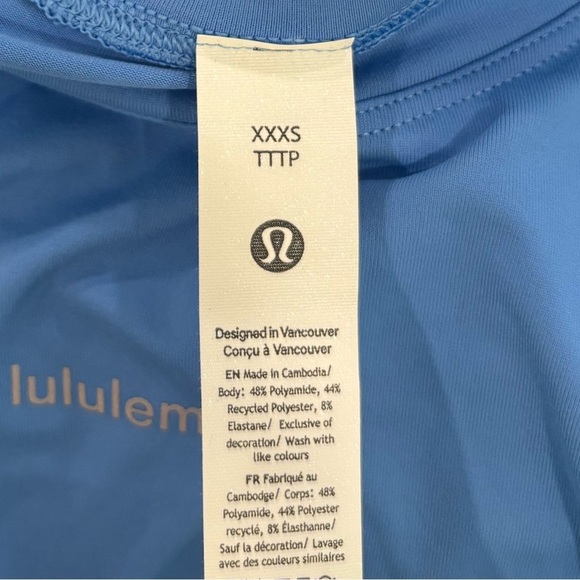 XXXS
TTTP
Designed in Vancouver
Conçu à Vancouver
EN Made in Cambodia/
Body: 48% Polyamide, 44%
Recycled Polyester, 8%
Elastane/ Exclusive of
decoration/ Wash with
like colours
lululem
FR Fabriqué au
Cambodge/ Corps: 48%
Polyamide, 44% Polyester
recyclé, 8% Élasthanne/
Sauf la décoration/ Lavage
avec des couleurs similaires